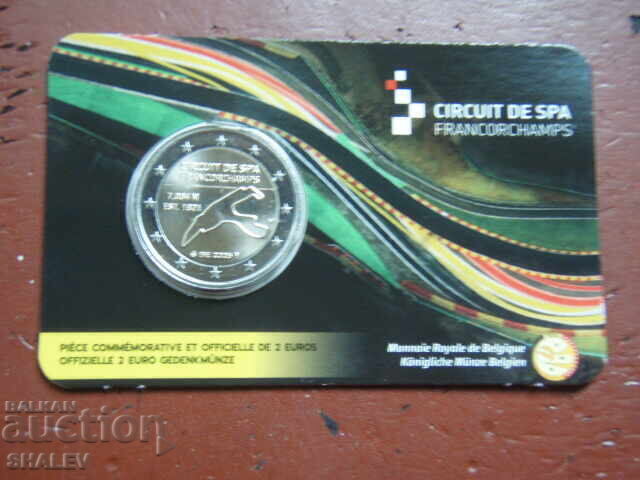 CIRCUIT DE SPA
FRANCORCHAMPS
CIRCUIT DE SPA
FRANCORCHAMPS
7,004 M
EST. 1921
PIÈCE COMMÉMORATIVE ET OFFICIELLE DE 2 EUROS
OFFIZIELLE 2 EURO GEDENKMÜNZE
Monnaie Royale de Belgique
Königliche Münze Belgien
BALKAN
auction
SHALEV